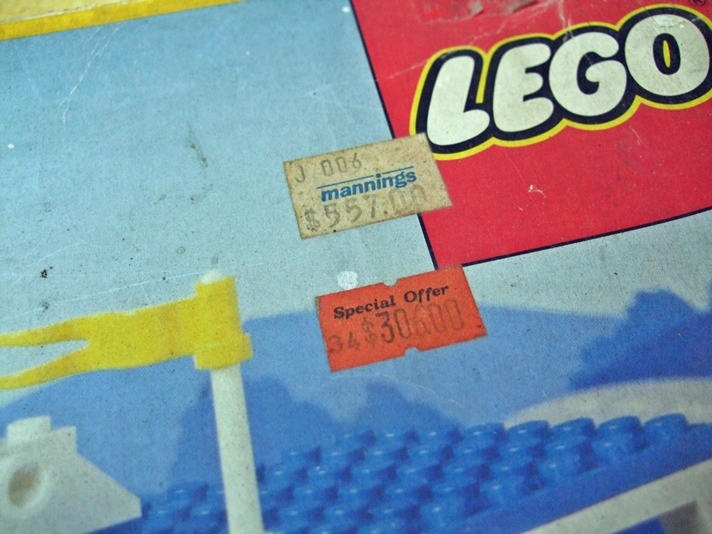 LEGO
J 006
mannings
$557.00
Special Offer
34$306.00